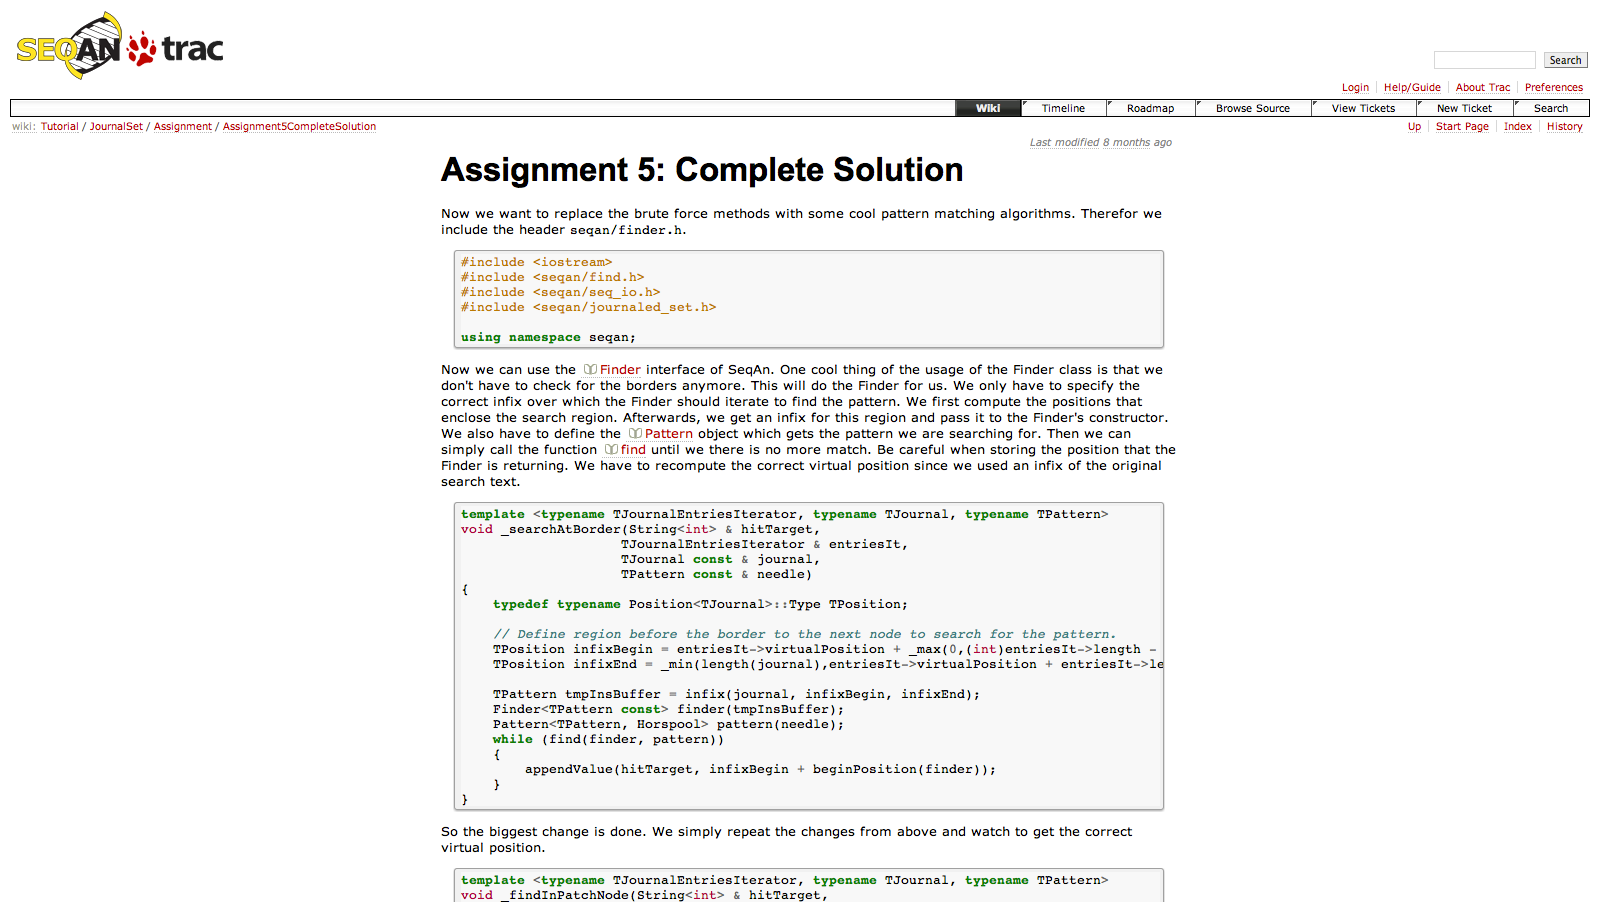 SEQAN trac
Search
Login Help/Guide About Trac Preferences
Wiki Timeline Roadmap Browse Source View Tickets New Ticket Search
wiki: Tutorial / JournalSet / Assignment / Assignment5CompleteSolution
Up Start Page Index History
Last modified 8 months ago
Assignment 5: Complete Solution
Now we want to replace the brute force methods with some cool pattern matching algorithms. Therefor we
include the header seqan/finder.h.
#include <iostream>
#include <seqan/find.h>
#include <seqan/seq_io.h>
#include <seqan/journaled_set.h>
using namespace seqan;
Now we can use the Finder interface of SeqAn. One cool thing of the usage of the Finder class is that we
don't have to check for the borders anymore. This will do the Finder for us. We only have to specify the
correct infix over which the Finder should iterate to find the pattern. We first compute the positions that
enclose the search region. Afterwards, we get an infix for this region and pass it to the Finder's constructor.
We also have to define the Pattern object which gets the pattern we are searching for. Then we can
simply call the function find until we there is no more match. Be careful when storing the position that the
Finder is returning. We have to recompute the correct virtual position since we used an infix of the original
search text.
template <typename TJournalEntriesIterator, typename TJournal, typename TPattern>
void _searchAtBorder(String<int> & hitTarget,
TJournalEntriesIterator & entriesIt,
TJournal const & journal,
TPattern const & needle)
{
typedef typename Position<TJournal>::Type TPosition;
// Define region before the border to the next node to search for the pattern.
TPosition infixBegin = entriesIt->virtualPosition + _max(0,(int)entriesIt->length -
TPosition infixEnd = _min(length(journal),entriesIt->virtualPosition + entriesIt->le
TPattern tmpInsBuffer = infix(journal, infixBegin, infixEnd);
Finder<TPattern const> finder(tmpInsBuffer);
Pattern<TPattern, Horspool> pattern(needle);
while (find(finder, pattern))
{
appendValue(hitTarget, infixBegin + beginPosition(finder));
}
}
So the biggest change is done. We simply repeat the changes from above and watch to get the correct
virtual position.
template <typename TJournalEntriesIterator, typename TJournal, typename TPattern>
void _findInPatchNode(String<int> & hitTarget,